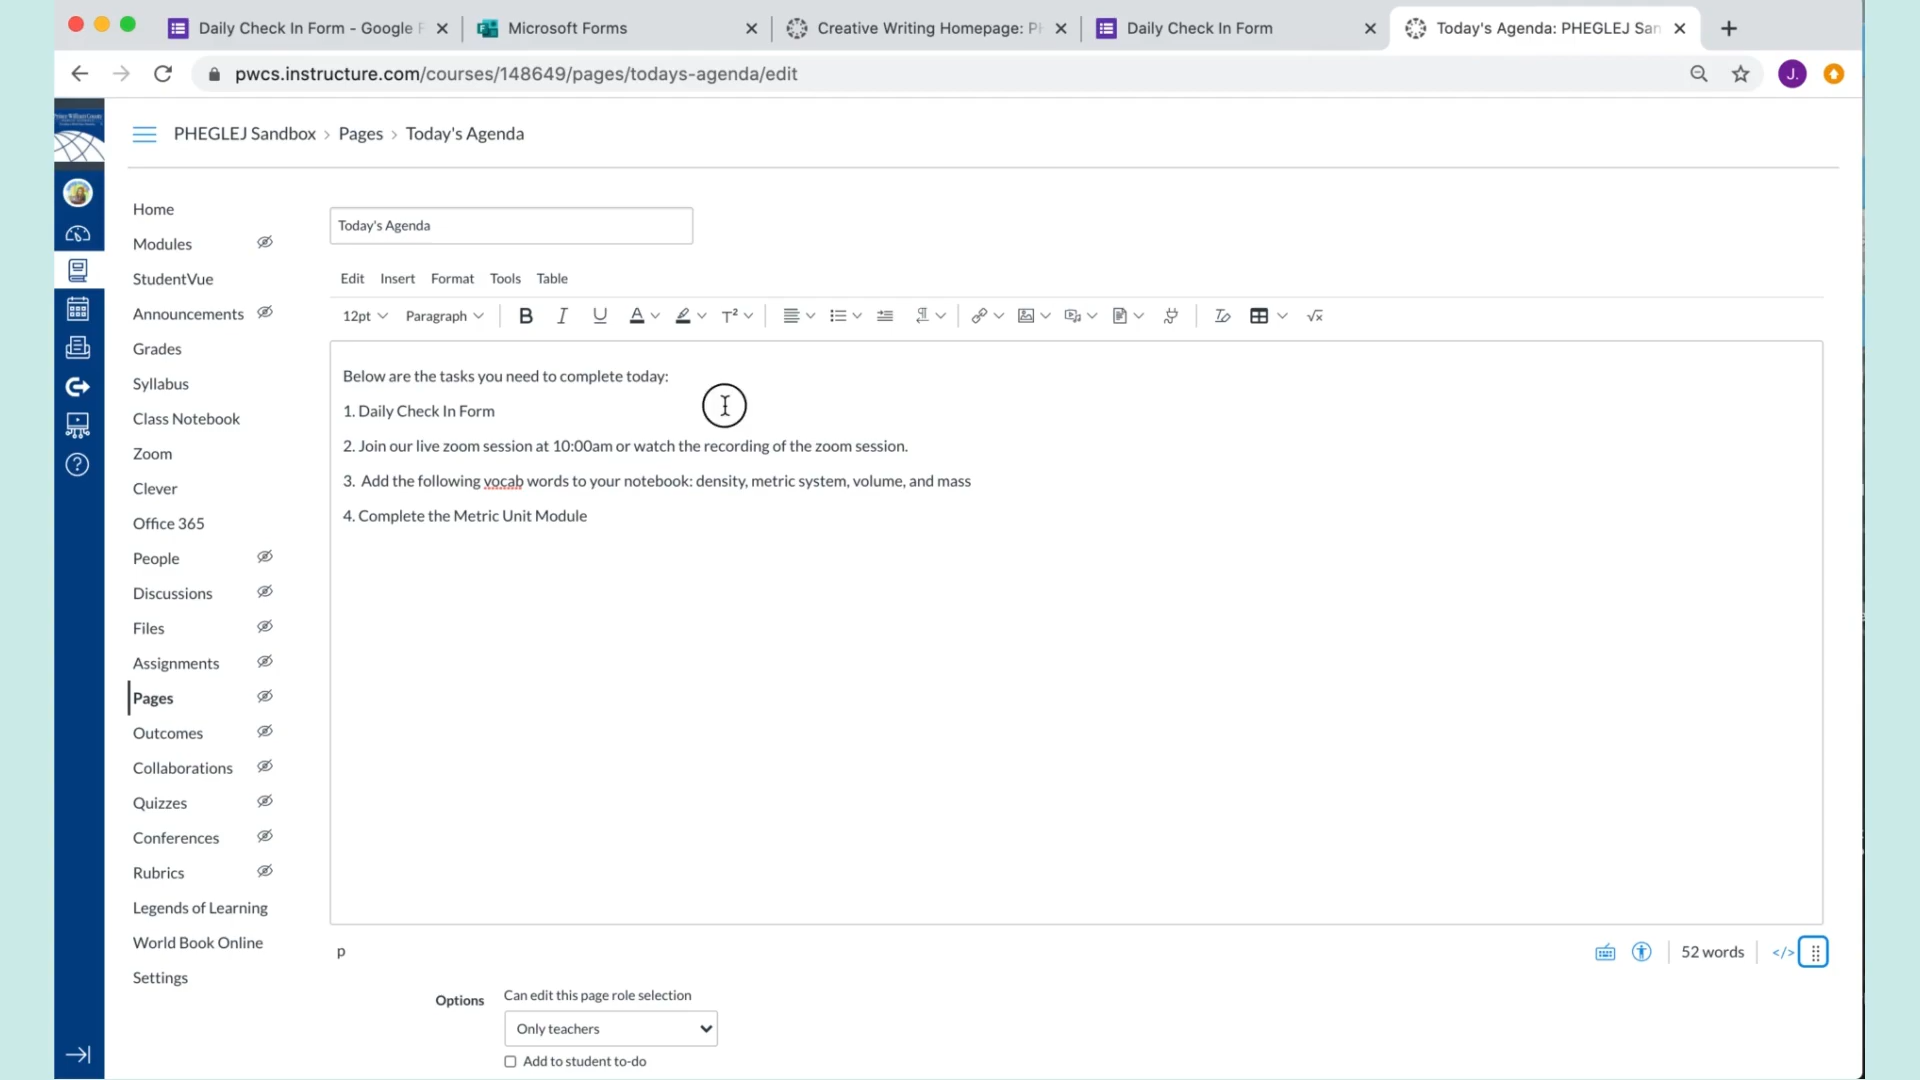 Daily Check In Form - Google F
Microsoft Forms
Creative Writing Homepage: PH
Daily Check In Form
Today's Agenda: PHEGLEJ San
pwcs.instructure.com/courses/148649/pages/todays-agenda/edit
J.
PHEGLEJ Sandbox › Pages › Today's Agenda
Home
Modules
StudentVue
Announcements
Grades
Syllabus
Class Notebook
Zoom
Clever
Office 365
People
Discussions
Files
Assignments
Pages
Outcomes
Collaborations
Quizzes
Conferences
Rubrics
Legends of Learning
World Book Online
Settings
Today's Agenda
Edit Insert Format Tools Table
12pt Paragraph B I U A T²
Below are the tasks you need to complete today:
1. Daily Check In Form
2. Join our live zoom session at 10:00am or watch the recording of the zoom session.
3. Add the following vocab words to your notebook: density, metric system, volume, and mass
4. Complete the Metric Unit Module
p
52 words
</>
Options
Can edit this page role selection
Only teachers
Add to student to-do